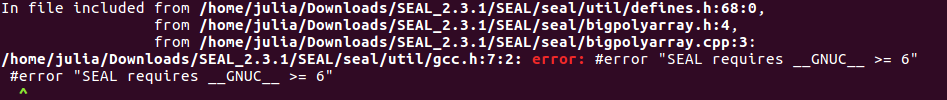 In file included from /home/julia/Downloads/SEAL_2.3.1/SEAL/seal/util/defines.h:68:0,
from /home/julia/Downloads/SEAL_2.3.1/SEAL/seal/bigpolyarray.h:4,
from /home/julia/Downloads/SEAL_2.3.1/SEAL/seal/bigpolyarray.cpp:3:
/home/julia/Downloads/SEAL_2.3.1/SEAL/seal/util/gcc.h:7:2: error: #error "SEAL requires __GNUC__ >= 6"
#error "SEAL requires __GNUC__ >= 6"
^